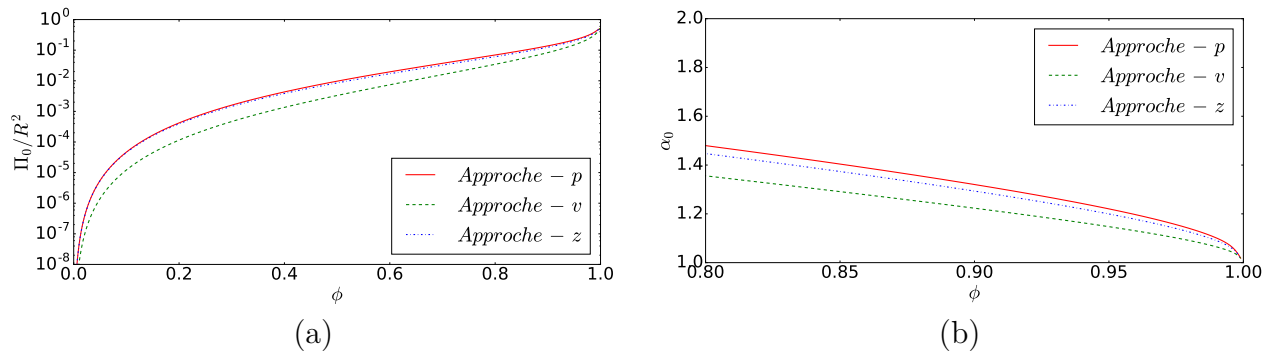 10^0
10^-1
10^-2
10^-3
10^-4
10^-5
10^-6
10^-7
10^-8
Π_0/R^2
0.0 0.2 0.4 0.6 0.8 1.0
ϕ
Approche − p
Approche − v
Approche − z
(a)
2.0
1.8
1.6
1.4
1.2
1.0
α_0
0.80 0.85 0.90 0.95 1.00
ϕ
Approche − p
Approche − v
Approche − z
(b)